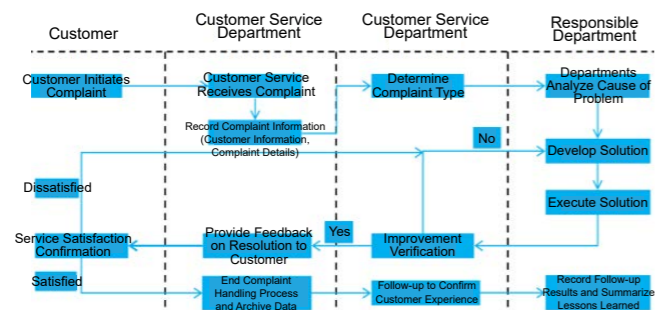 Customer
Customer Service
Department
Customer Service
Department
Responsible
Department
Customer Initiates
Complaint
Customer Service
Receives Complaint
Determine
Complaint Type
Departments
Analyze Cause of
Problem
Record Complaint Information
(Customer Information,
Complaint Details)
No
Develop Solution
Dissatisfied
Execute Solution
Service Satisfaction
Confirmation
Provide Feedback
on Resolution to
Customer
Yes
Improvement
Verification
Satisfied
End Complaint
Handling Process
and Archive Data
Follow-up to Confirm
Customer Experience
Record Follow-up
Results and Summarize
Lessons Learned